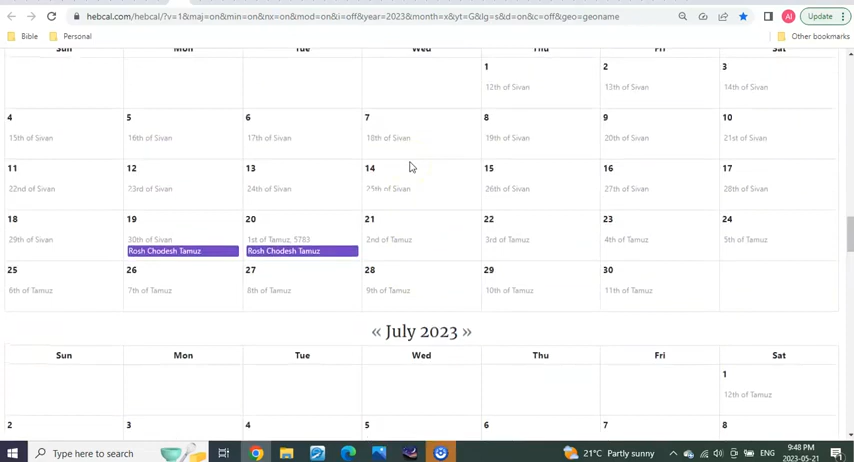 hebcal.com/hebcal/?v=1&maj=on&min=on&nx=on&mod=on&i=off&year=2023&month=x&yt=G&lg=s&d=on&c=off&geo=geoname
AI
Update
Bible
Personal
Other bookmarks
Sun Mon Tue Wed Thu Fri Sat
1 2 3
12th of Sivan 13th of Sivan 14th of Sivan
4 5 6 7 8 9 10
15th of Sivan 16th of Sivan 17th of Sivan 18th of Sivan 19th of Sivan 20th of Sivan 21st of Sivan
11 12 13 14 15 16 17
22nd of Sivan 23rd of Sivan 24th of Sivan 25th of Sivan 26th of Sivan 27th of Sivan 28th of Sivan
18 19 20 21 22 23 24
29th of Sivan 30th of Sivan 1st of Tamuz, 5783 2nd of Tamuz 3rd of Tamuz 4th of Tamuz 5th of Tamuz
Rosh Chodesh Tamuz Rosh Chodesh Tamuz
25 26 27 28 29 30
6th of Tamuz 7th of Tamuz 8th of Tamuz 9th of Tamuz 10th of Tamuz 11th of Tamuz
« July 2023 »
Sun Mon Tue Wed Thu Fri Sat
1
12th of Tamuz
2 3 4 5 6 7 8
Type here to search
21°C Partly sunny
ENG
9:48 PM
2023-05-21